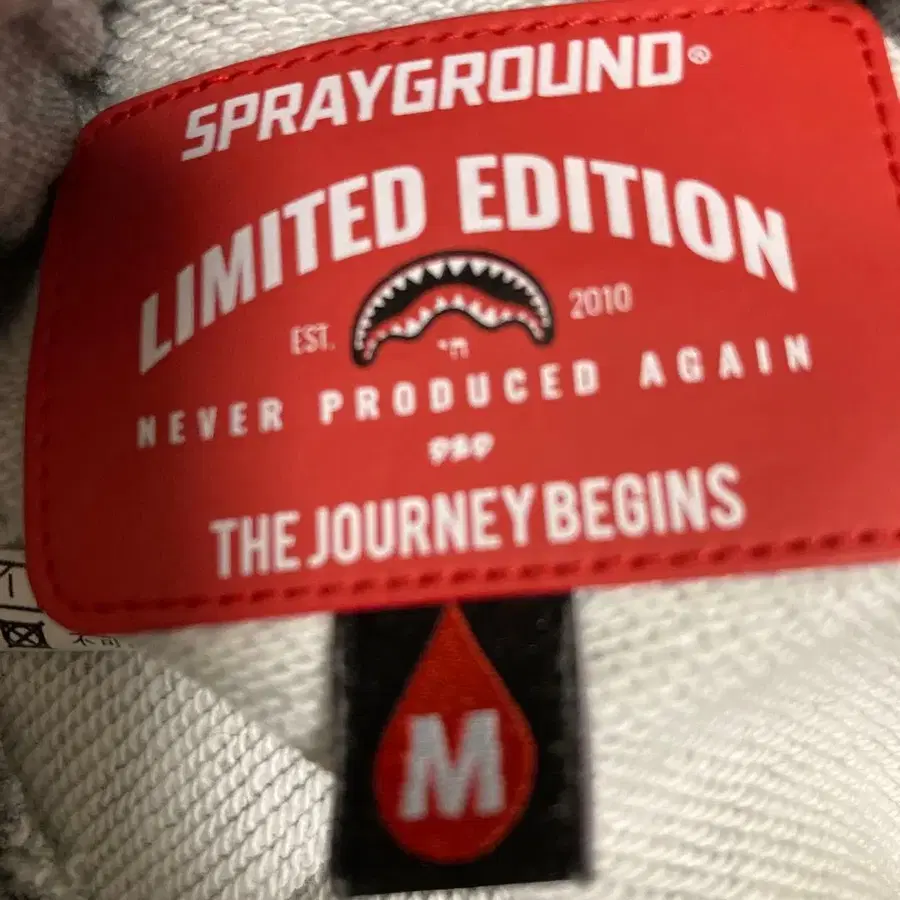 SPRAYGROUND®
LIMITED EDITION
EST. 2010
NEVER PRODUCED AGAIN
THE JOURNEY BEGINS
M